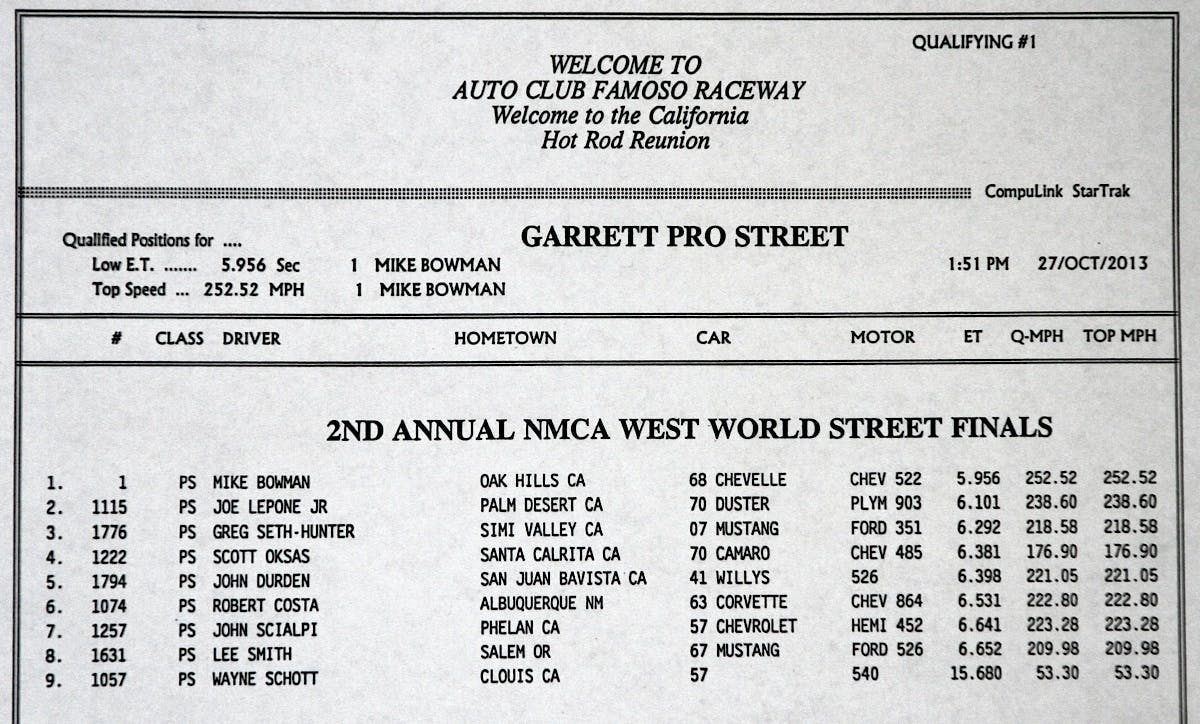 QUALIFYING #1
WELCOME TO
AUTO CLUB FAMOSO RACEWAY
Welcome to the California
Hot Rod Reunion
CompuLink StarTrak
Qualified Positions for .... GARRETT PRO STREET
Low E.T. ....... 5.956 Sec 1 MIKE BOWMAN 1:51 PM 27/OCT/2013
Top Speed ... 252.52 MPH 1 MIKE BOWMAN
# CLASS DRIVER HOMETOWN CAR MOTOR ET Q-MPH TOP MPH
2ND ANNUAL NMCA WEST WORLD STREET FINALS
1. 1 PS MIKE BOWMAN OAK HILLS CA 68 CHEVELLE CHEV 522 5.956 252.52 252.52
2. 1115 PS JOE LEPONE JR PALM DESERT CA 70 DUSTER PLYM 903 6.101 238.60 238.60
3. 1776 PS GREG SETH-HUNTER SIMI VALLEY CA 07 MUSTANG FORD 351 6.292 218.58 218.58
4. 1222 PS SCOTT OKSAS SANTA CALRITA CA 70 CAMARO CHEV 485 6.381 176.90 176.90
5. 1794 PS JOHN DURDEN SAN JUAN BAVISTA CA 41 WILLYS 526 6.398 221.05 221.05
6. 1074 PS ROBERT COSTA ALBUQUERQUE NM 63 CORVETTE CHEV 864 6.531 222.80 222.80
7. 1257 PS JOHN SCIALPI PHELAN CA 57 CHEVROLET HEMI 452 6.641 223.28 223.28
8. 1631 PS LEE SMITH SALEM OR 67 MUSTANG FORD 526 6.652 209.98 209.98
9. 1057 PS WAYNE SCHOTT CLOUIS CA 57 540 15.680 53.30 53.30